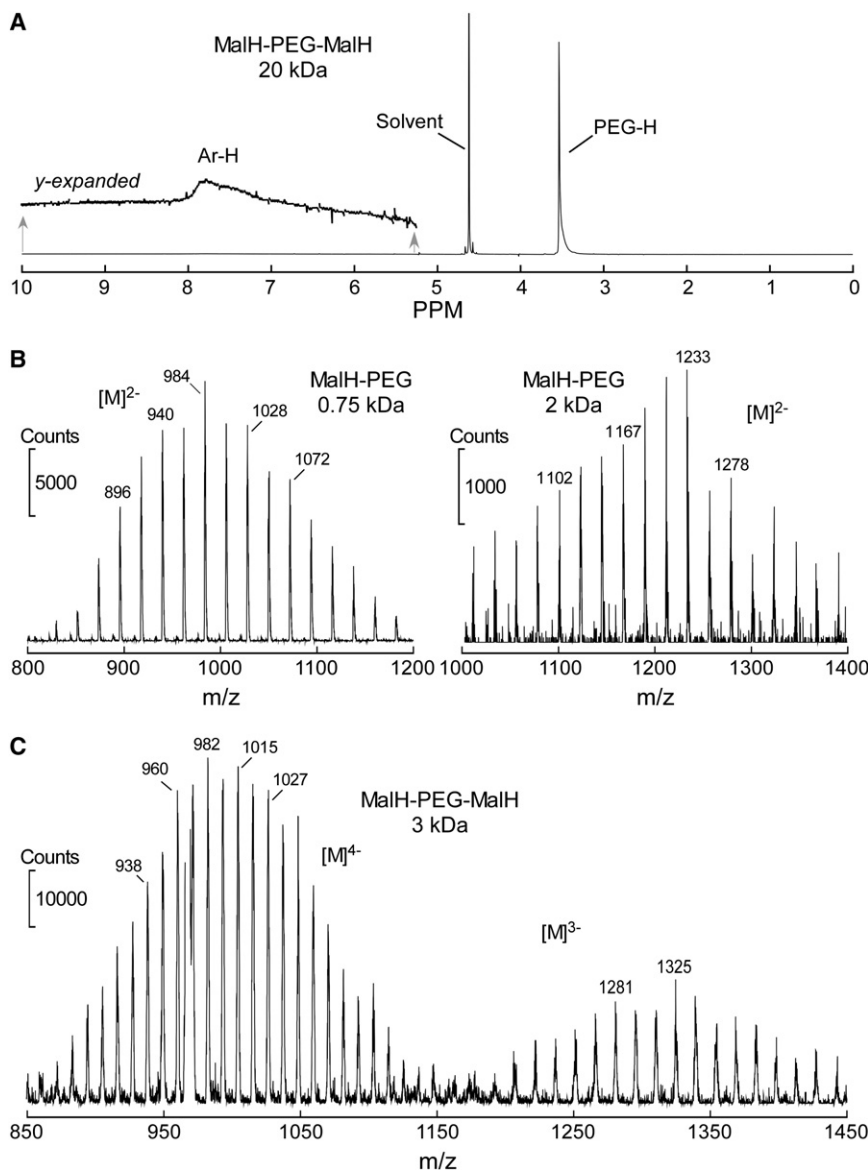 A
MalH-PEG-MalH
20 kDa
Solvent
PEG-H
Ar-H
y-expanded
10 9 8 7 6 5 4 3 2 1 0
PPM
B
[M]2-
984
940
896
1028
1072
MalH-PEG
0.75 kDa
Counts
5000
800 900 1000 1100 1200
m/z
MalH-PEG
2 kDa
1233
[M]2-
1167
1102
1278
Counts
1000
1000 1100 1200 1300 1400
m/z
C
982
960
1015
1027
938
MalH-PEG-MalH
3 kDa
[M]4-
Counts
10000
[M]3-
1281
1325
850 950 1050 1150 1250 1350 1450
m/z